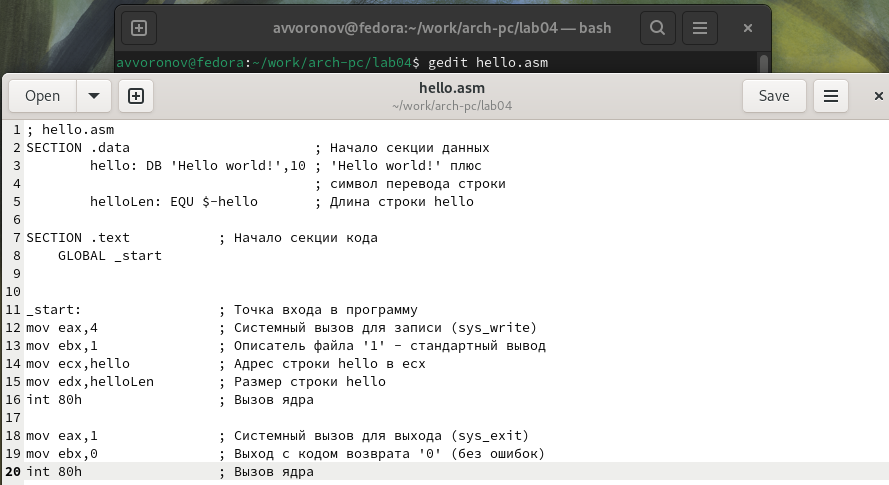 avvoronov@fedora:~/work/arch-pc/lab04 — bash
avvoronov@fedora:~/work/arch-pc/lab04$ gedit hello.asm
Open
hello.asm
~/work/arch-pc/lab04
Save
1 ; hello.asm
2 SECTION .data                       ; Начало секции данных
3         hello: DB 'Hello world!',10 ; 'Hello world!' плюс
4                                     ; символ перевода строки
5         helloLen: EQU $-hello       ; Длина строки hello
6
7 SECTION .text           ; Начало секции кода
8     GLOBAL _start
9
10
11 _start:                 ; Точка входа в программу
12 mov eax,4               ; Системный вызов для записи (sys_write)
13 mov ebx,1               ; Описатель файла '1' - стандартный вывод
14 mov ecx,hello           ; Адрес строки hello в ecx
15 mov edx,helloLen        ; Размер строки hello
16 int 80h                 ; Вызов ядра
17
18 mov eax,1               ; Системный вызов для выхода (sys_exit)
19 mov ebx,0               ; Выход с кодом возврата '0' (без ошибок)
20 int 80h                 ; Вызов ядра